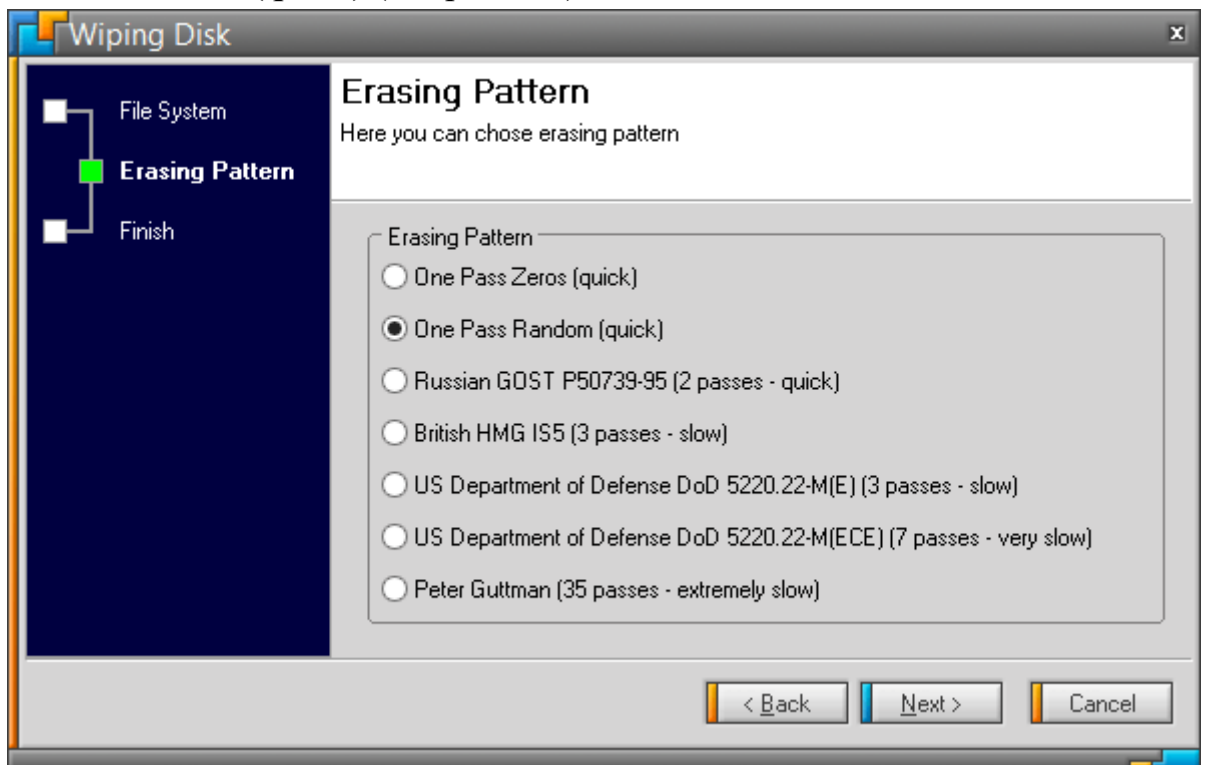 Wiping Disk
File System
Erasing Pattern
Finish
Erasing Pattern
Here you can chose erasing pattern
Erasing Pattern
One Pass Zeros (quick)
One Pass Random (quick)
Russian GOST P50739-95 (2 passes - quick)
British HMG IS5 (3 passes - slow)
US Department of Defense DoD 5220.22-M(E) (3 passes - slow)
US Department of Defense DoD 5220.22-M(ECE) (7 passes - very slow)
Peter Guttman (35 passes - extremely slow)
< Back
Next >
Cancel